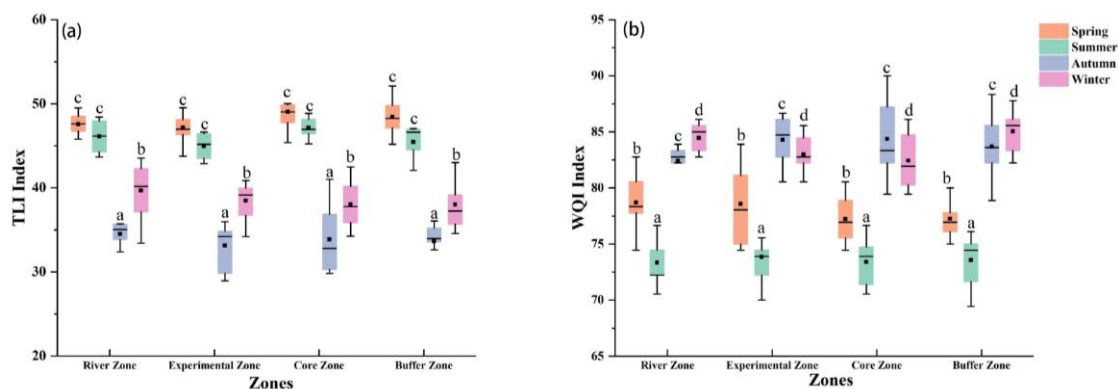 (a)
TLI Index
60
50
40
30
20
c c a b
c c a b
c c a b
c c a b
River Zone Experimental Zone Core Zone Buffer Zone
Zones
(b)
WQI Index
95
90
85
80
75
70
65
b a c d
b a c d
b a c d
b a c d
River Zone Experimental Zone Core Zone Buffer Zone
Zones
Spring
Summer
Autumn
Winter